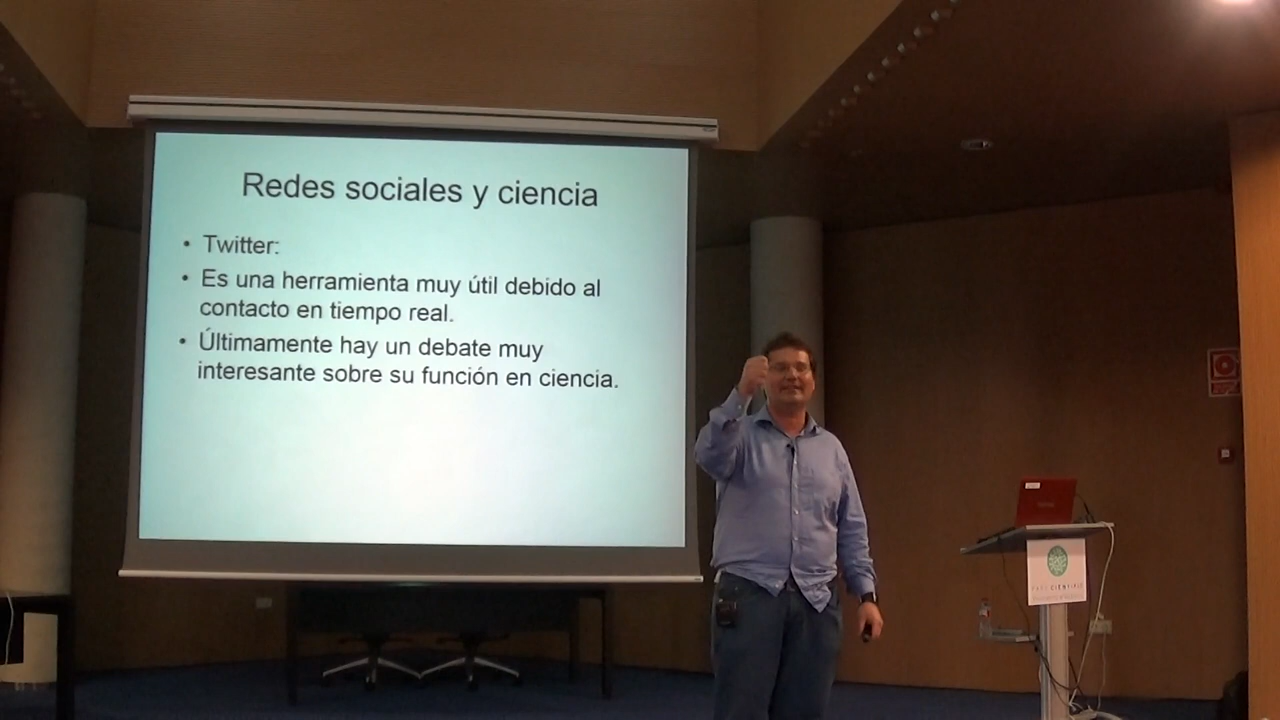 Redes sociales y ciencia
• Twitter:
• Es una herramienta muy útil debido al
contacto en tiempo real.
• Últimamente hay un debate muy
interesante sobre su función en ciencia.